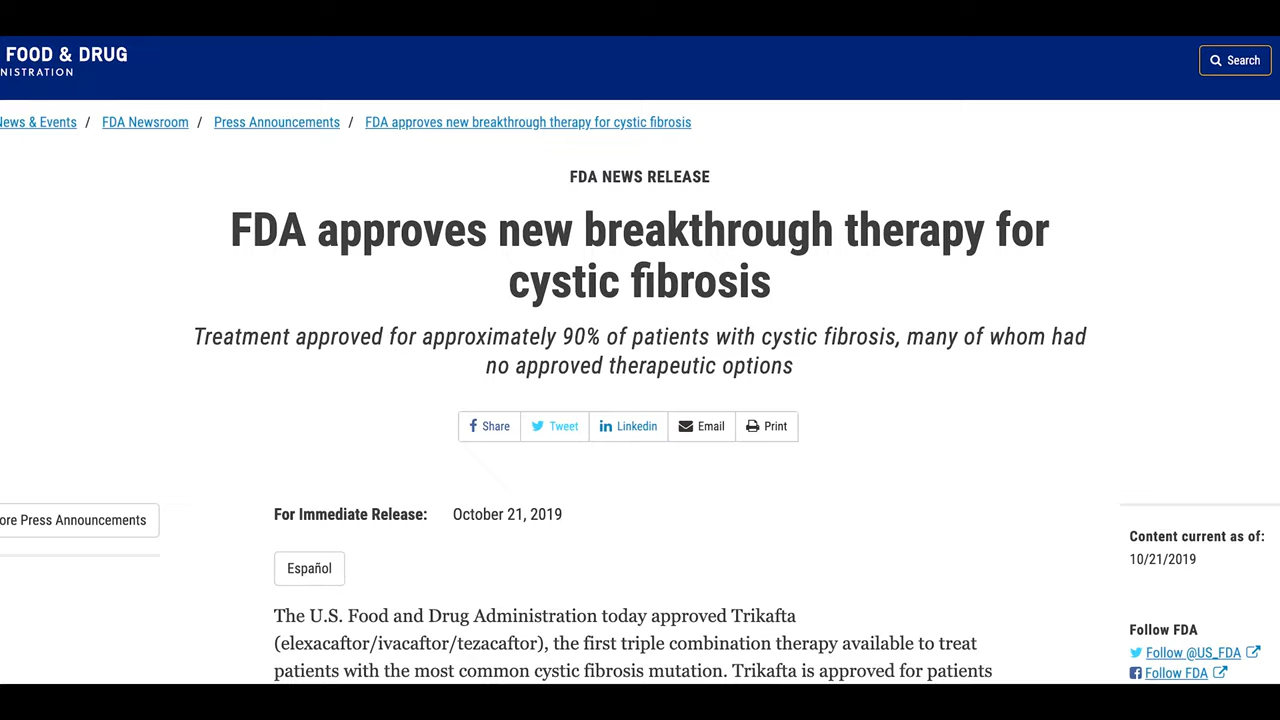 FOOD & DRUG
NISTRATION
Search
News & Events / FDA Newsroom / Press Announcements / FDA approves new breakthrough therapy for cystic fibrosis
FDA NEWS RELEASE
FDA approves new breakthrough therapy for
cystic fibrosis
Treatment approved for approximately 90% of patients with cystic fibrosis, many of whom had
no approved therapeutic options
Share Tweet Linkedin Email Print
ore Press Announcements
For Immediate Release: October 21, 2019
Español
The U.S. Food and Drug Administration today approved Trikafta
(elexacaftor/ivacaftor/tezacaftor), the first triple combination therapy available to treat
patients with the most common cystic fibrosis mutation. Trikafta is approved for patients
Content current as of:
10/21/2019
Follow FDA
Follow @US_FDA
Follow FDA